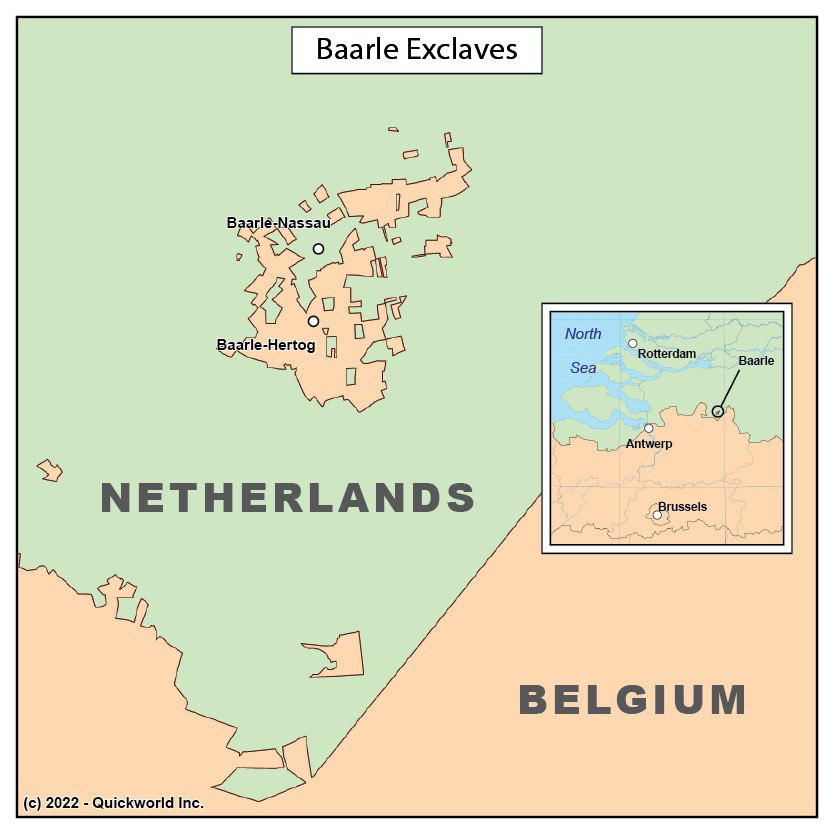 Baarle Exclaves
Baarle-Nassau
Baarle-Hertog
North
Sea
Rotterdam
Baarle
Antwerp
Brussels
NETHERLANDS
BELGIUM
(c) 2022 - Quickworld Inc.